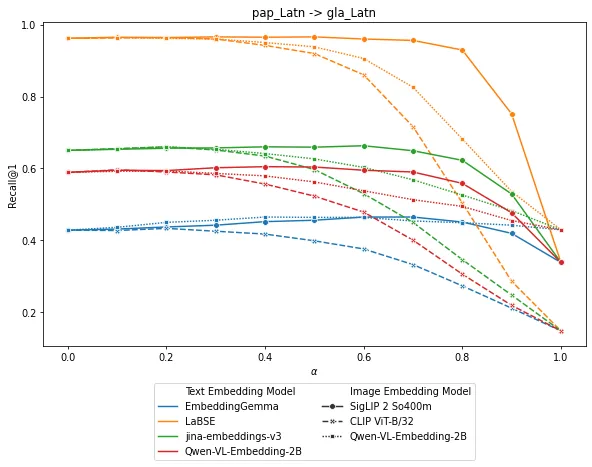 pap_Latn -> gla_Latn
Recall@1
1.0
0.8
0.6
0.4
0.2
0.0 0.2 0.4 0.6 0.8 1.0
α
Text Embedding Model Image Embedding Model
EmbeddingGemma SigLIP 2 So400m
LaBSE CLIP ViT-B/32
jina-embeddings-v3 Qwen-VL-Embedding-2B
Qwen-VL-Embedding-2B